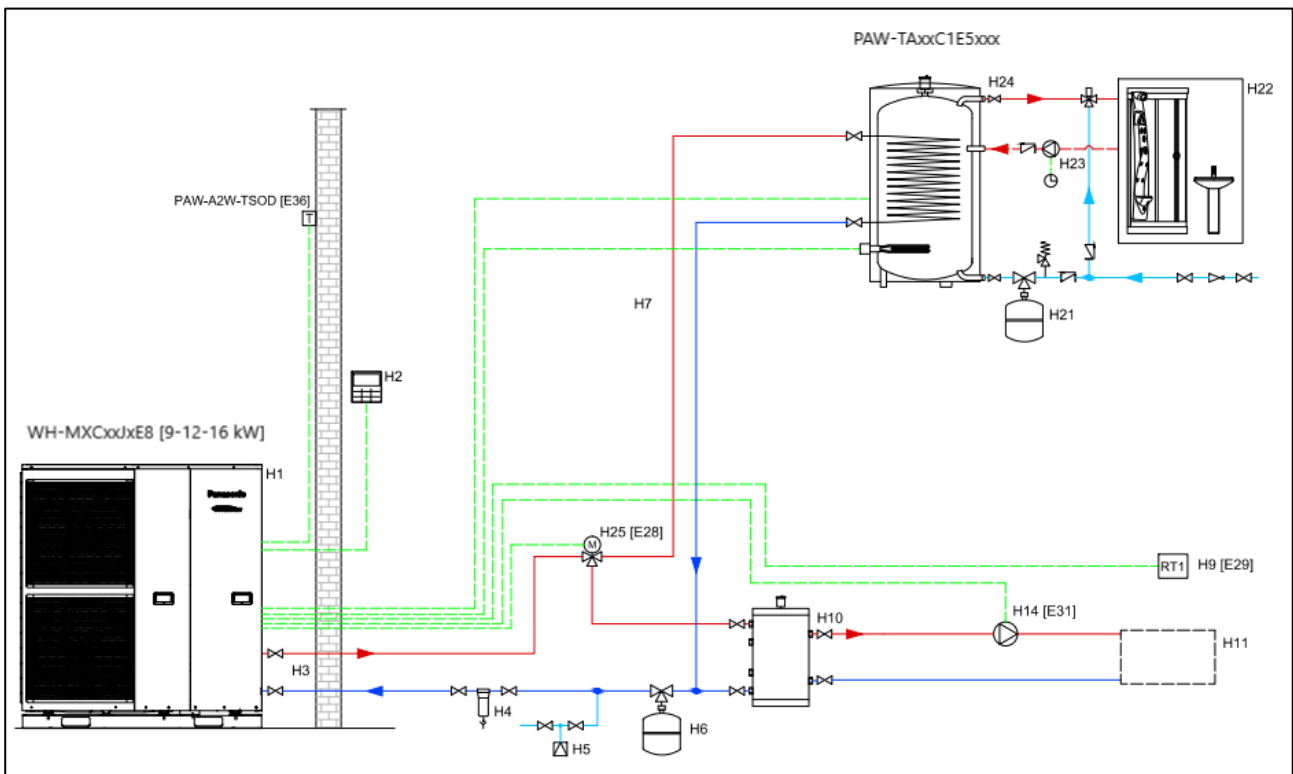 PAW-TAxxC1E5xxx
H24
H22
H23
PAW-A2W-TSOD [E36]
T
H7
H21
H2
WH-MXCxxJxE8 [9-12-16 kW]
H1
Panasonic
H25 [E28]
M
RT1
H9 [E29]
H10
H14 [E31]
H11
H3
H4
H5
H6